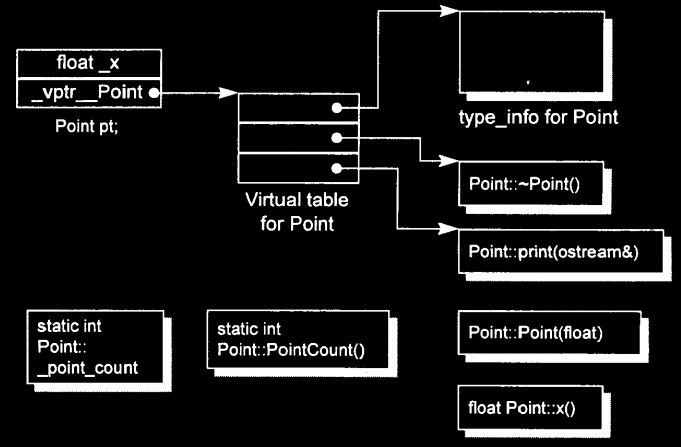 float _x
_vptr__Point
Point pt;
type_info for Point
Virtual table
for Point
Point::~Point()
Point::print(ostream&)
static int
Point::
_point_count
static int
Point::PointCount()
Point::Point(float)
float Point::x()